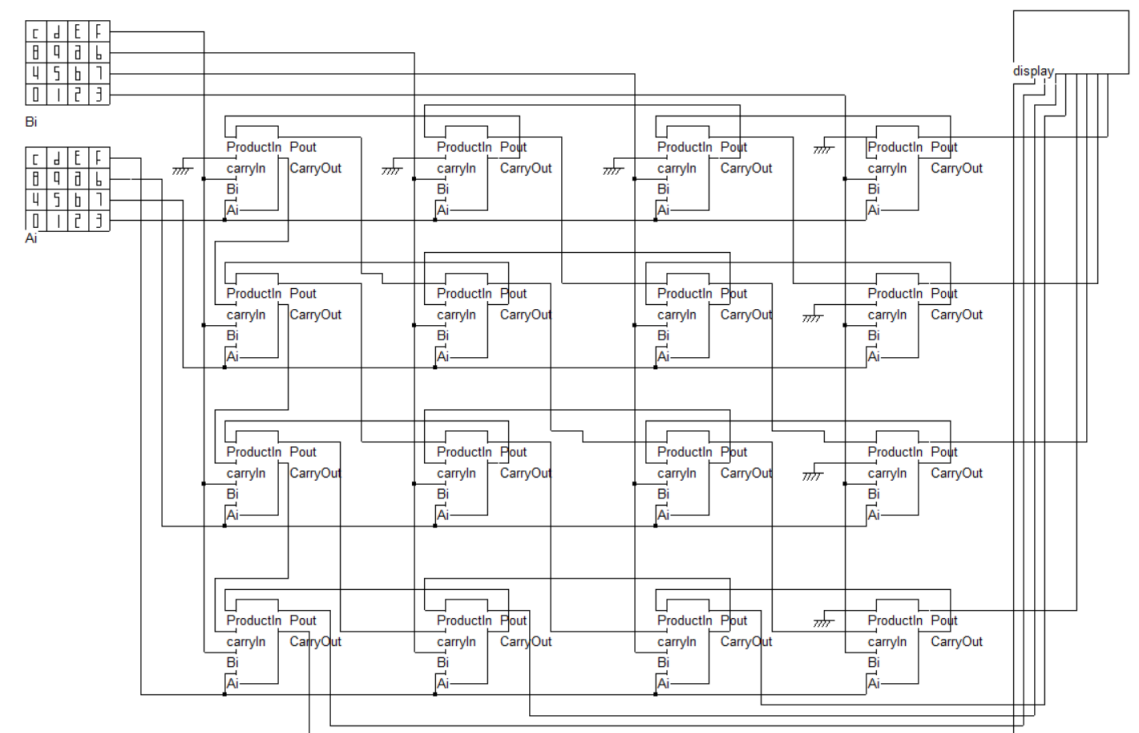 c d E F
8 9 a b
4 5 6 7
0 1 2 3
Bi
display
c d E F
8 9 a b
4 5 6 7
0 1 2 3
Ai
ProductIn Pout ProductIn Pout ProductIn Pout ProductIn Pout
carryIn CarryOut carryIn CarryOut carryIn CarryOut carryIn CarryOut
Bi Bi Bi Bi
Ai Ai Ai Ai
ProductIn Pout ProductIn Pout ProductIn Pout ProductIn Pout
carryIn CarryOut carryIn CarryOut carryIn CarryOut carryIn CarryOut
Bi Bi Bi Bi
Ai Ai Ai Ai
ProductIn Pout ProductIn Pout ProductIn Pout ProductIn Pout
carryIn CarryOut carryIn CarryOut carryIn CarryOut carryIn CarryOut
Bi Bi Bi Bi
Ai Ai Ai Ai
ProductIn Pout ProductIn Pout ProductIn Pout ProductIn Pout
carryIn CarryOut carryIn CarryOut carryIn CarryOut carryIn CarryOut
Bi Bi Bi Bi
Ai Ai Ai Ai